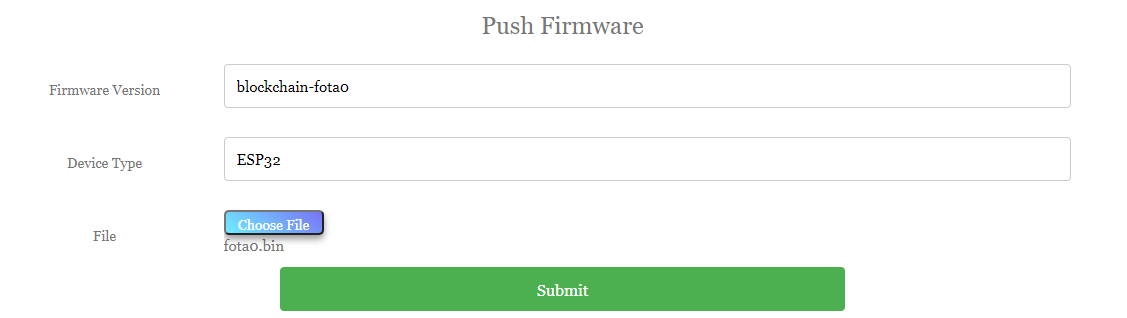 Push Firmware
Firmware Version
blockchain-fota0
Device Type
ESP32
File
Choose File
fota0.bin
Submit